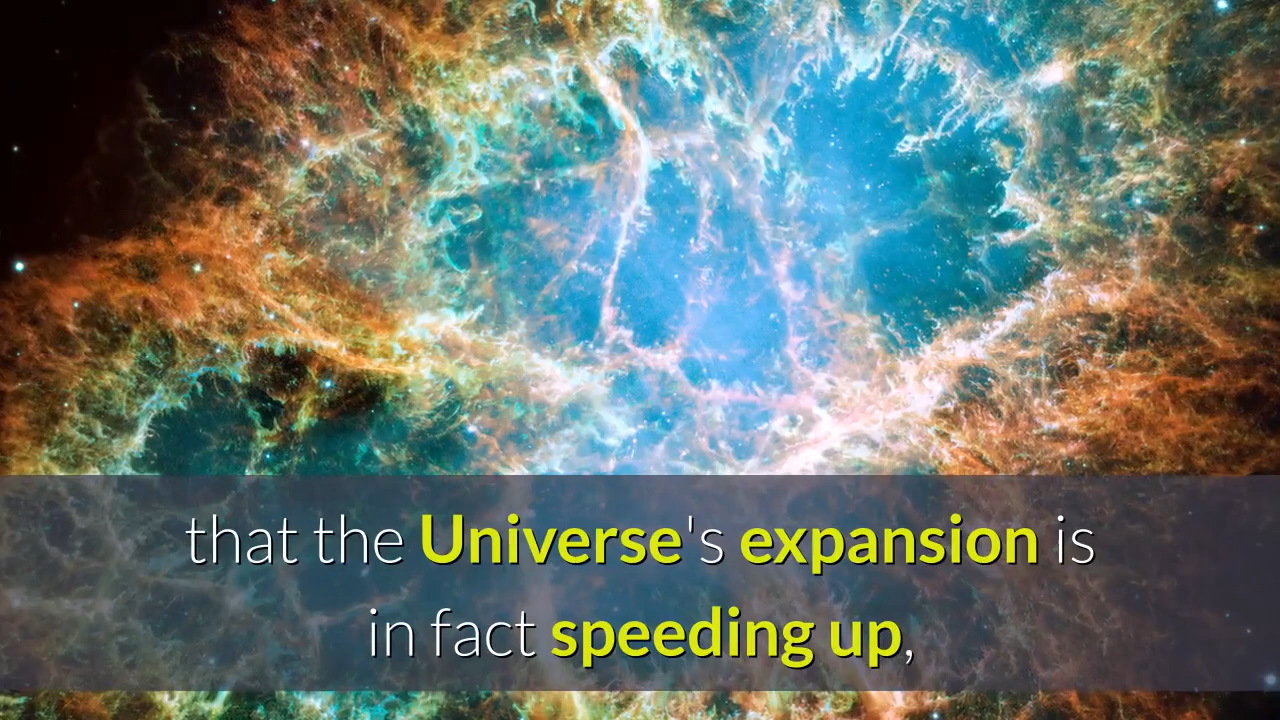 that the Universe's expansion is
in fact speeding up,